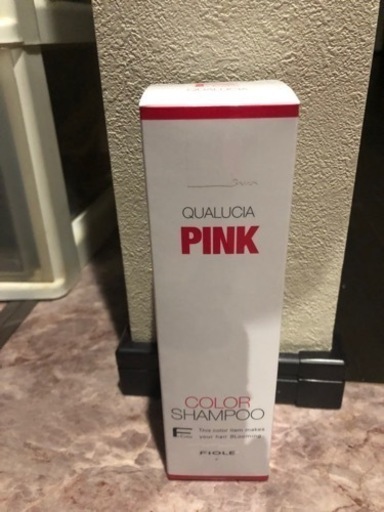 QUALUCIA
PINK
COLOR
SHAMPOO
F This color item makes
your hair BLooming.
FIOLE